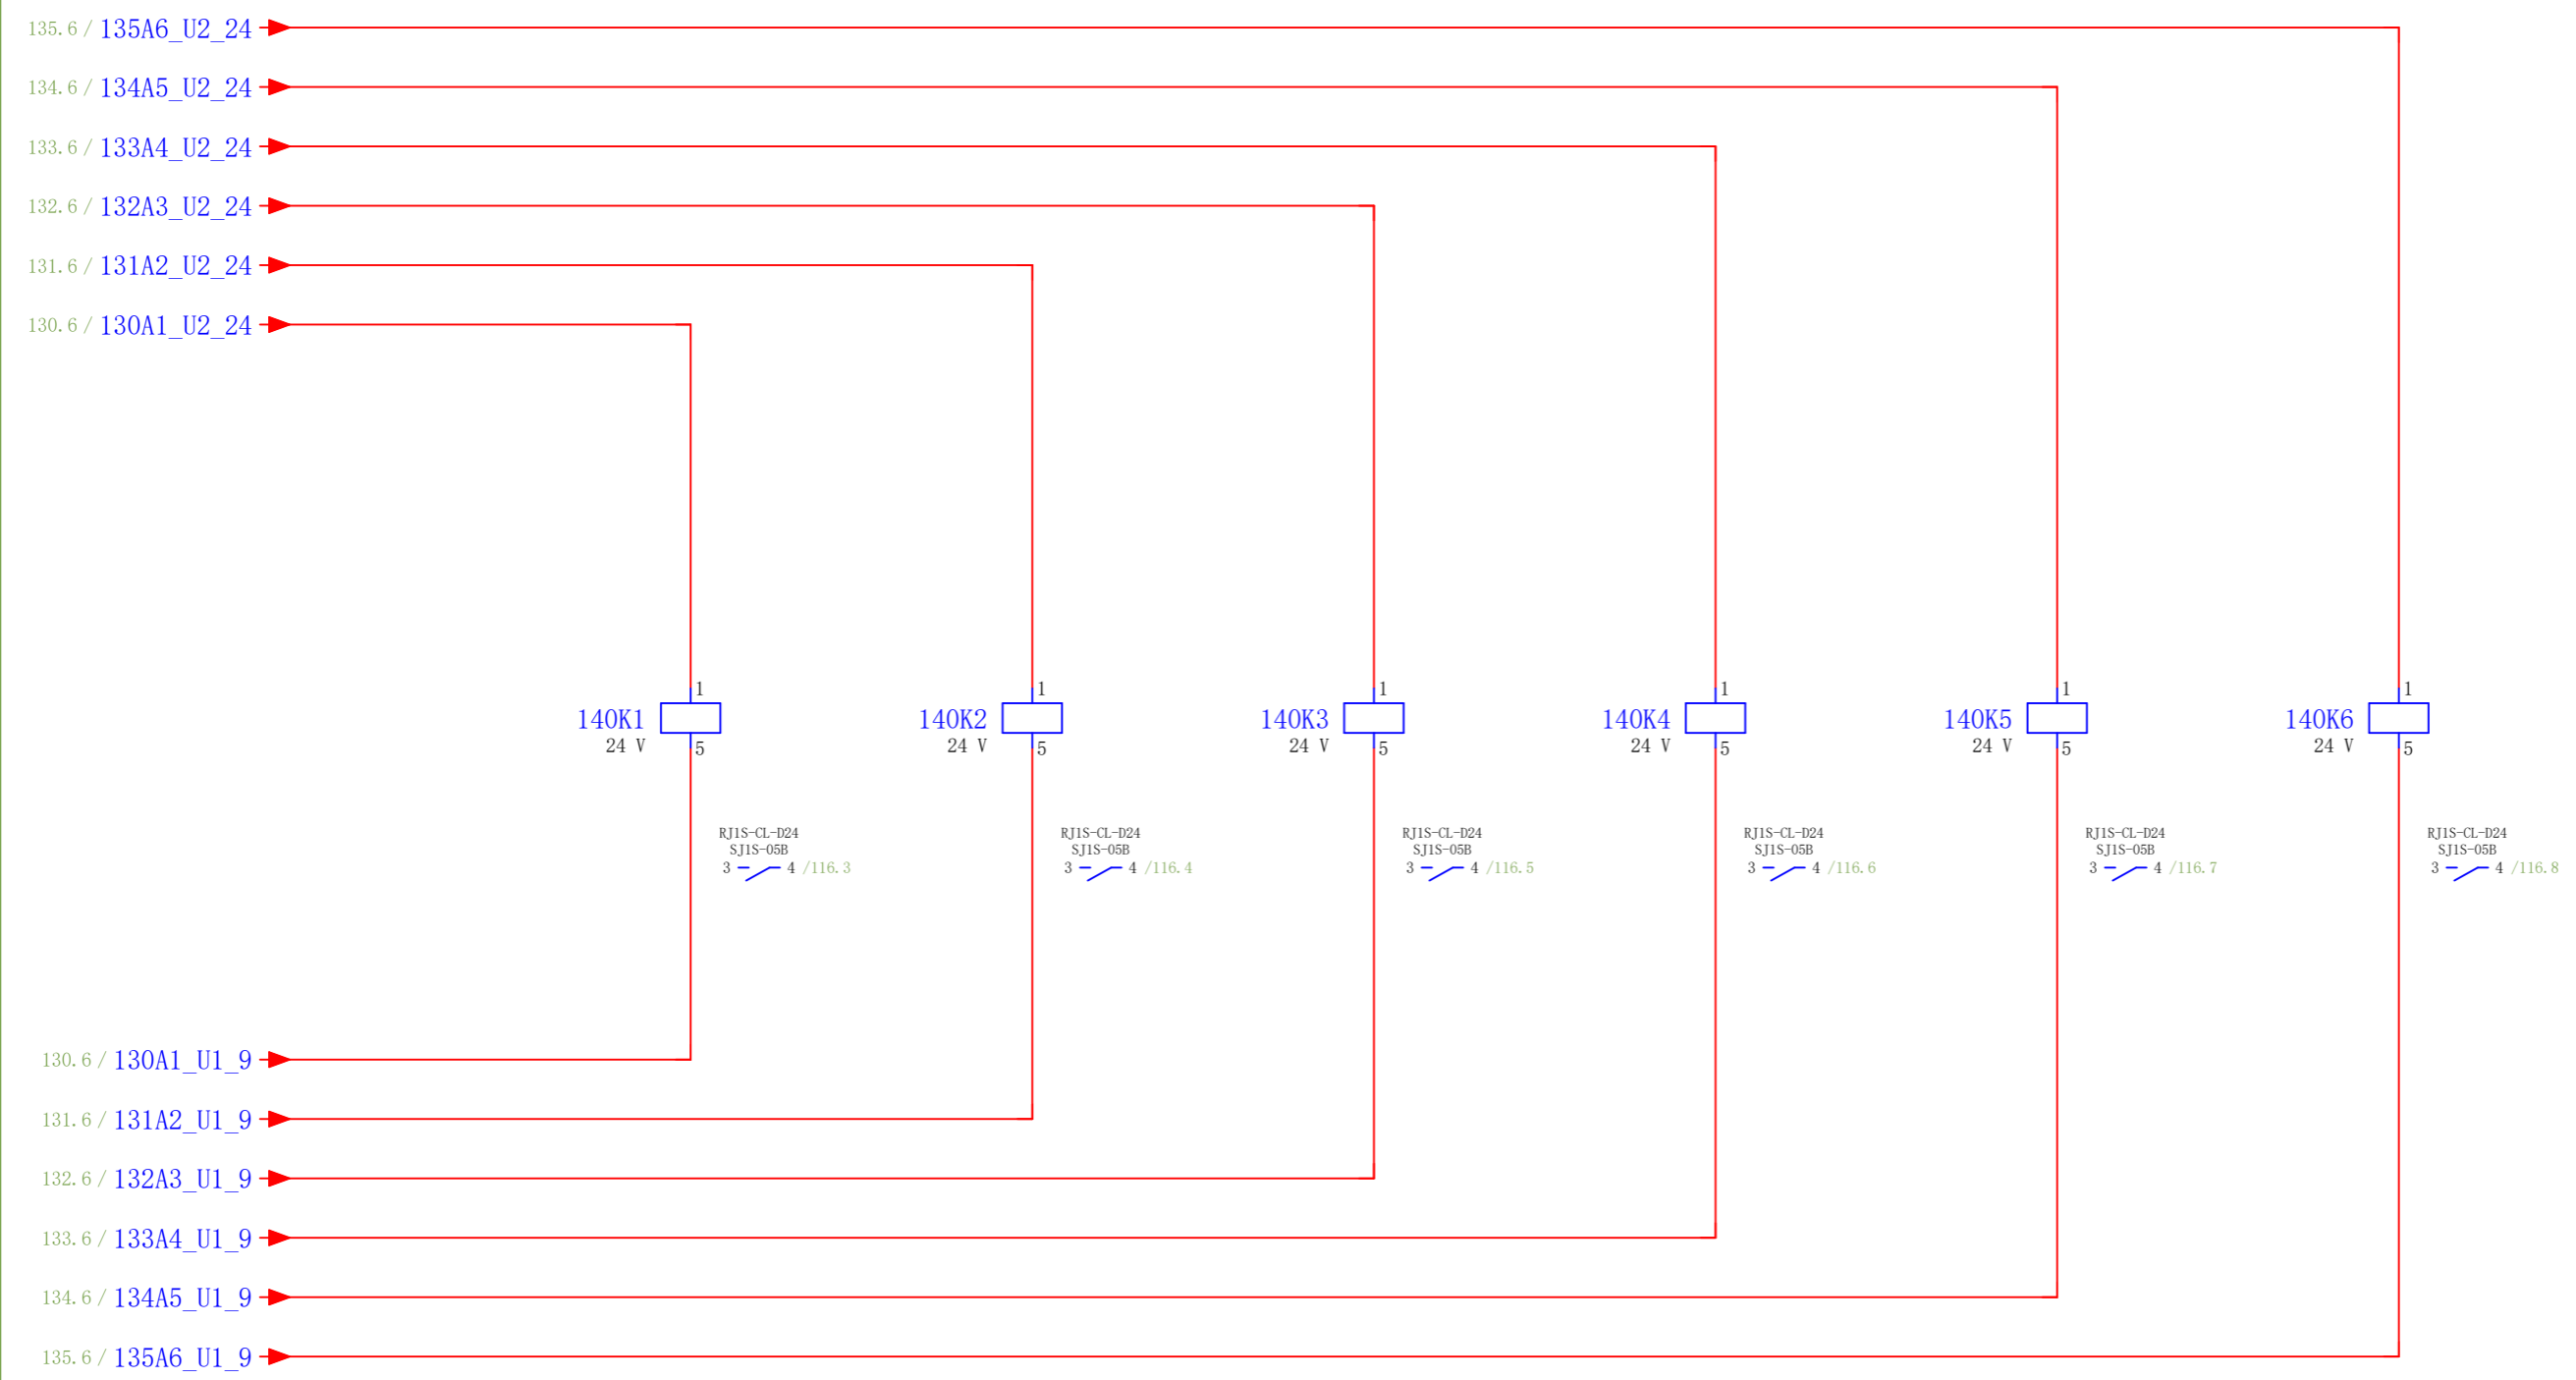 135.6 / 135A6_U2_24
134.6 / 134A5_U2_24
133.6 / 133A4_U2_24
132.6 / 132A3_U2_24
131.6 / 131A2_U2_24
130.6 / 130A1_U2_24
1 1 1 1 1 1
140K1 140K2 140K3 140K4 140K5 140K6
24 V 5 24 V 5 24 V 5 24 V 5 24 V 5 24 V 5
RJ1S-CL-D24 RJ1S-CL-D24 RJ1S-CL-D24 RJ1S-CL-D24 RJ1S-CL-D24 RJ1S-CL-D24
SJ1S-05B SJ1S-05B SJ1S-05B SJ1S-05B SJ1S-05B SJ1S-05B
3 4 /116.3 3 4 /116.4 3 4 /116.5 3 4 /116.6 3 4 /116.7 3 4 /116.8
130.6 / 130A1_U1_9
131.6 / 131A2_U1_9
132.6 / 132A3_U1_9
133.6 / 133A4_U1_9
134.6 / 134A5_U1_9
135.6 / 135A6_U1_9